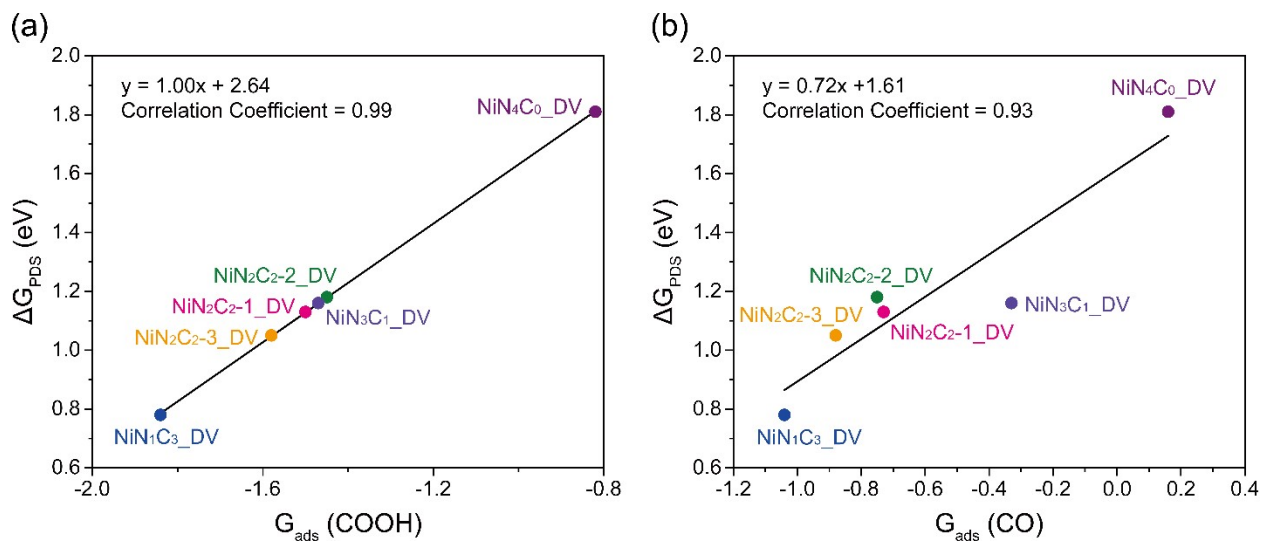 (a)
y = 1.00x + 2.64
Correlation Coefficient = 0.99
NiN₄C₀_DV
NiN₂C₂-2_DV
NiN₂C₂-1_DV
NiN₃C₁_DV
NiN₂C₂-3_DV
NiN₁C₃_DV
ΔG_PDS (eV)
2.0
1.8
1.6
1.4
1.2
1.0
0.8
0.6
-2.0 -1.6 -1.2 -0.8
G_ads (COOH)
(b)
y = 0.72x +1.61
Correlation Coefficient = 0.93
NiN₄C₀_DV
NiN₂C₂-2_DV
NiN₃C₁_DV
NiN₂C₂-3_DV
NiN₂C₂-1_DV
NiN₁C₃_DV
ΔG_PDS (eV)
2.0
1.8
1.6
1.4
1.2
1.0
0.8
0.6
-1.2 -1.0 -0.8 -0.6 -0.4 -0.2 0.0 0.2 0.4
G_ads (CO)